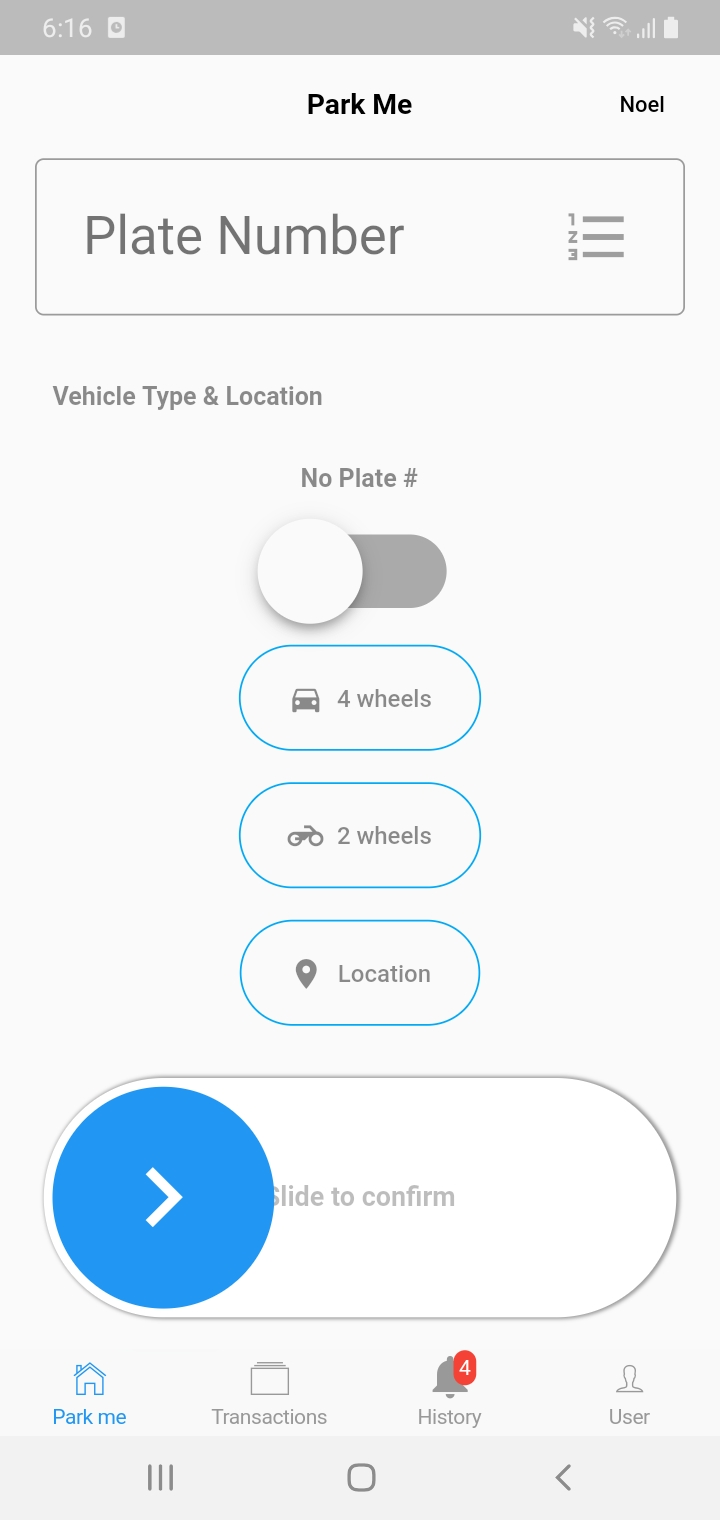 6:16
Park Me
Noel
Plate Number
Vehicle Type & Location
No Plate #
4 wheels
2 wheels
Location
Slide to confirm
4
Park me
Transactions
History
User